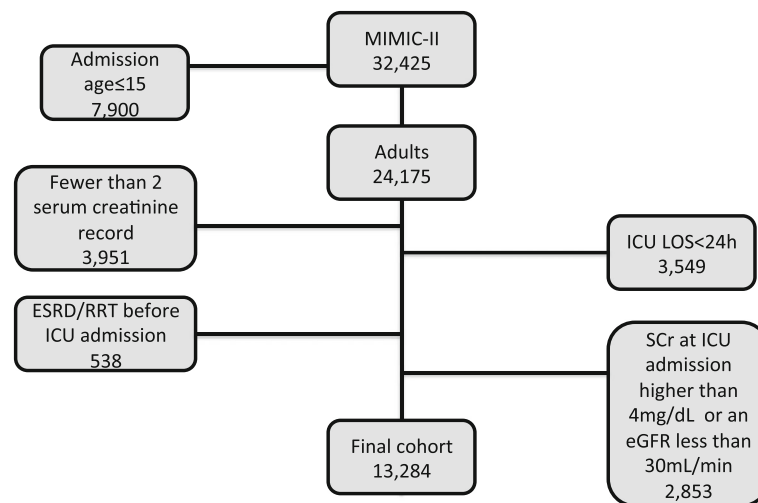 MIMIC-II
32,425
Admission
age≤15
7,900
Adults
24,175
Fewer than 2
serum creatinine
record
3,951
ICU LOS<24h
3,549
ESRD/RRT before
ICU admission
538
SCr at ICU
admission
higher than
4mg/dL or an
eGFR less than
30mL/min
2,853
Final cohort
13,284